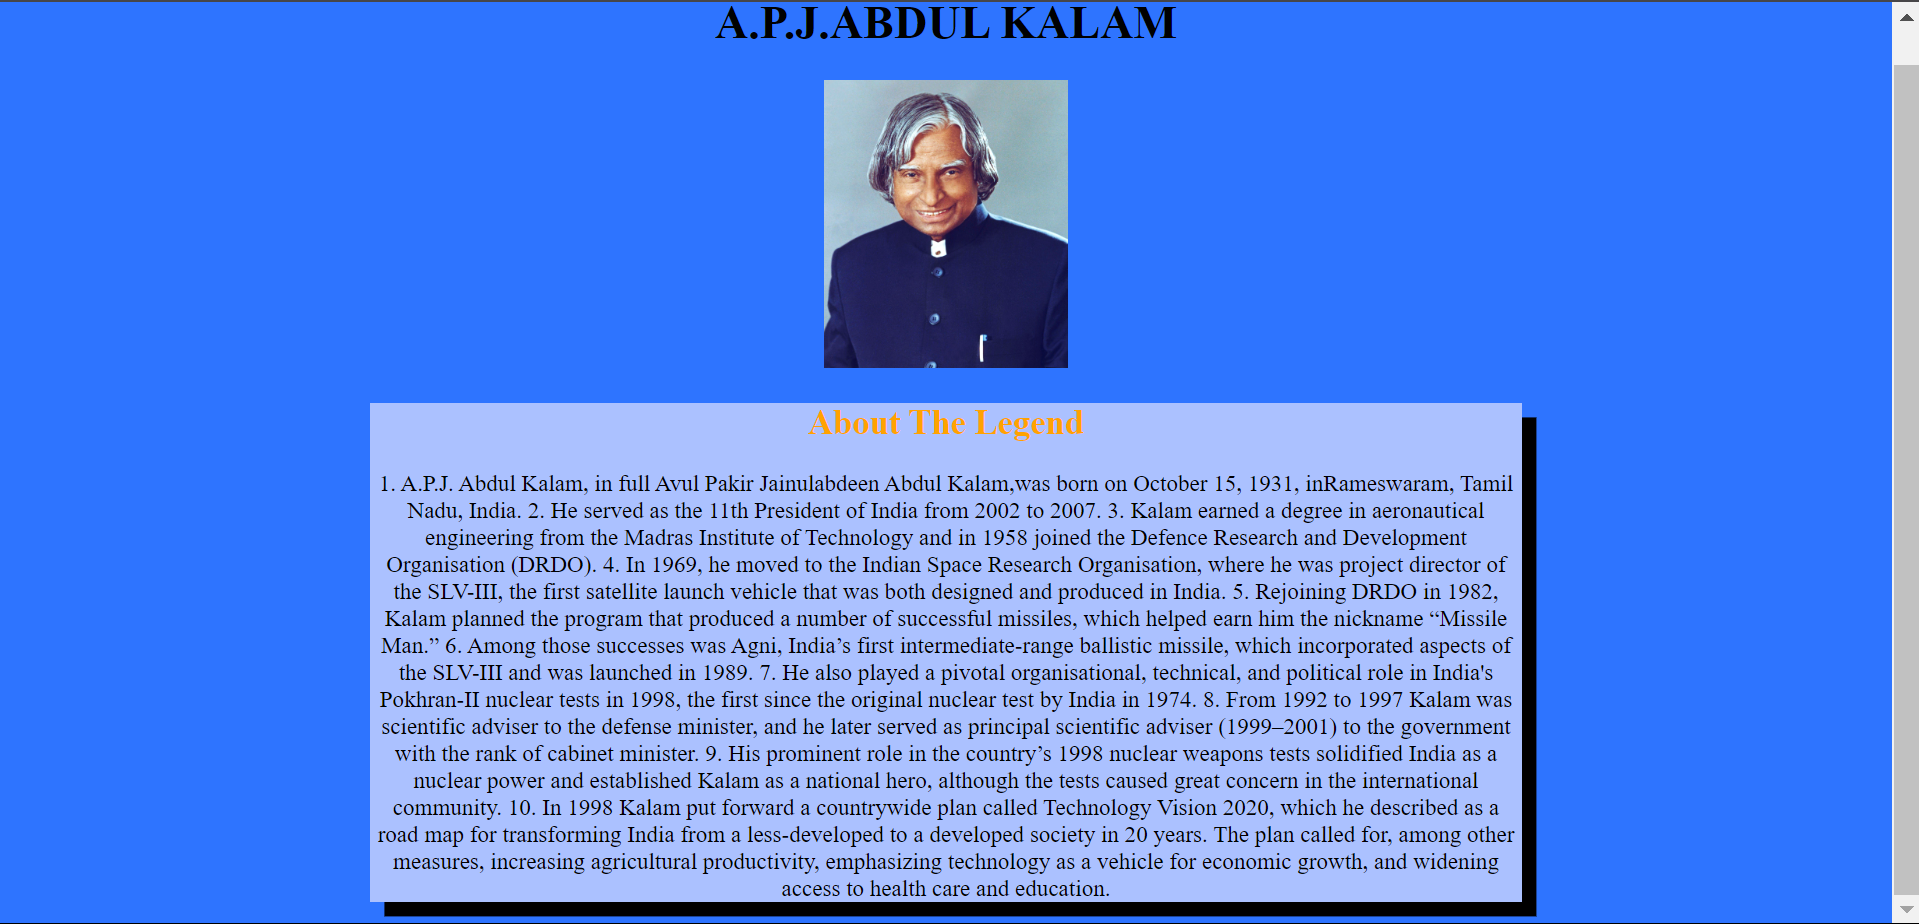 A.P.J.ABDUL KALAM
About The Legend
1. A.P.J. Abdul Kalam, in full Avul Pakir Jainulabdeen Abdul Kalam,was born on October 15, 1931, inRameswaram, Tamil
Nadu, India. 2. He served as the 11th President of India from 2002 to 2007. 3. Kalam earned a degree in aeronautical
engineering from the Madras Institute of Technology and in 1958 joined the Defence Research and Development
Organisation (DRDO). 4. In 1969, he moved to the Indian Space Research Organisation, where he was project director of
the SLV-III, the first satellite launch vehicle that was both designed and produced in India. 5. Rejoining DRDO in 1982,
Kalam planned the program that produced a number of successful missiles, which helped earn him the nickname “Missile
Man.” 6. Among those successes was Agni, India’s first intermediate-range ballistic missile, which incorporated aspects of
the SLV-III and was launched in 1989. 7. He also played a pivotal organisational, technical, and political role in India's
Pokhran-II nuclear tests in 1998, the first since the original nuclear test by India in 1974. 8. From 1992 to 1997 Kalam was
scientific adviser to the defense minister, and he later served as principal scientific adviser (1999–2001) to the government
with the rank of cabinet minister. 9. His prominent role in the country’s 1998 nuclear weapons tests solidified India as a
nuclear power and established Kalam as a national hero, although the tests caused great concern in the international
community. 10. In 1998 Kalam put forward a countrywide plan called Technology Vision 2020, which he described as a
road map for transforming India from a less-developed to a developed society in 20 years. The plan called for, among other
measures, increasing agricultural productivity, emphasizing technology as a vehicle for economic growth, and widening
access to health care and education.